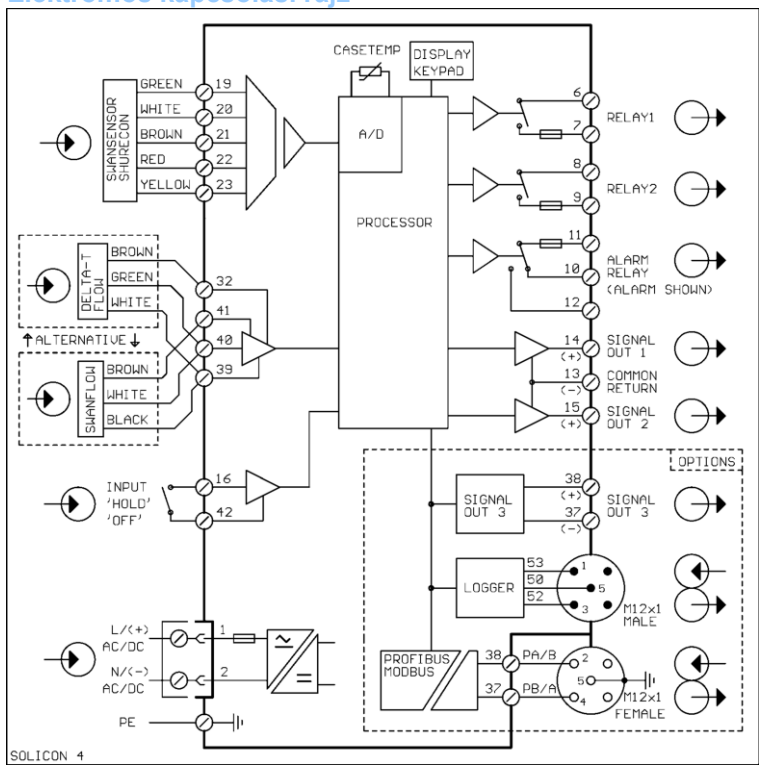 CASETEMP
DISPLAY
KEYPAD
A/D
PROCESSOR
SWANSENSOR
SHURECON
GREEN 19
WHITE 20
BROWN 21
RED 22
YELLOW 23
DELTA-T
FLOW
BROWN 32
GREEN 41
WHITE 40
39
↑ ALTERNATIVE ↓
SWANFLOW
BROWN
WHITE
BLACK
INPUT
'HOLD'
'OFF'
16
42
L/(+)
AC/DC
1
N/(-)
AC/DC
2
PE
6
7
RELAY1
8
9
RELAY2
11
10
12
ALARM
RELAY
(ALARM SHOWN)
14
(+)
SIGNAL
OUT 1
13
(-)
COMMON
RETURN
15
(+)
SIGNAL
OUT 2
OPTIONS
SIGNAL
OUT 3
38
(+)
37
(-)
SIGNAL
OUT 3
LOGGER
53
50
52
1
5
3
M12x1
MALE
PROFIBUS
MODBUS
38 PA/B
37 PB/A
2
5
4
M12x1
FEMALE
SOLICON 4